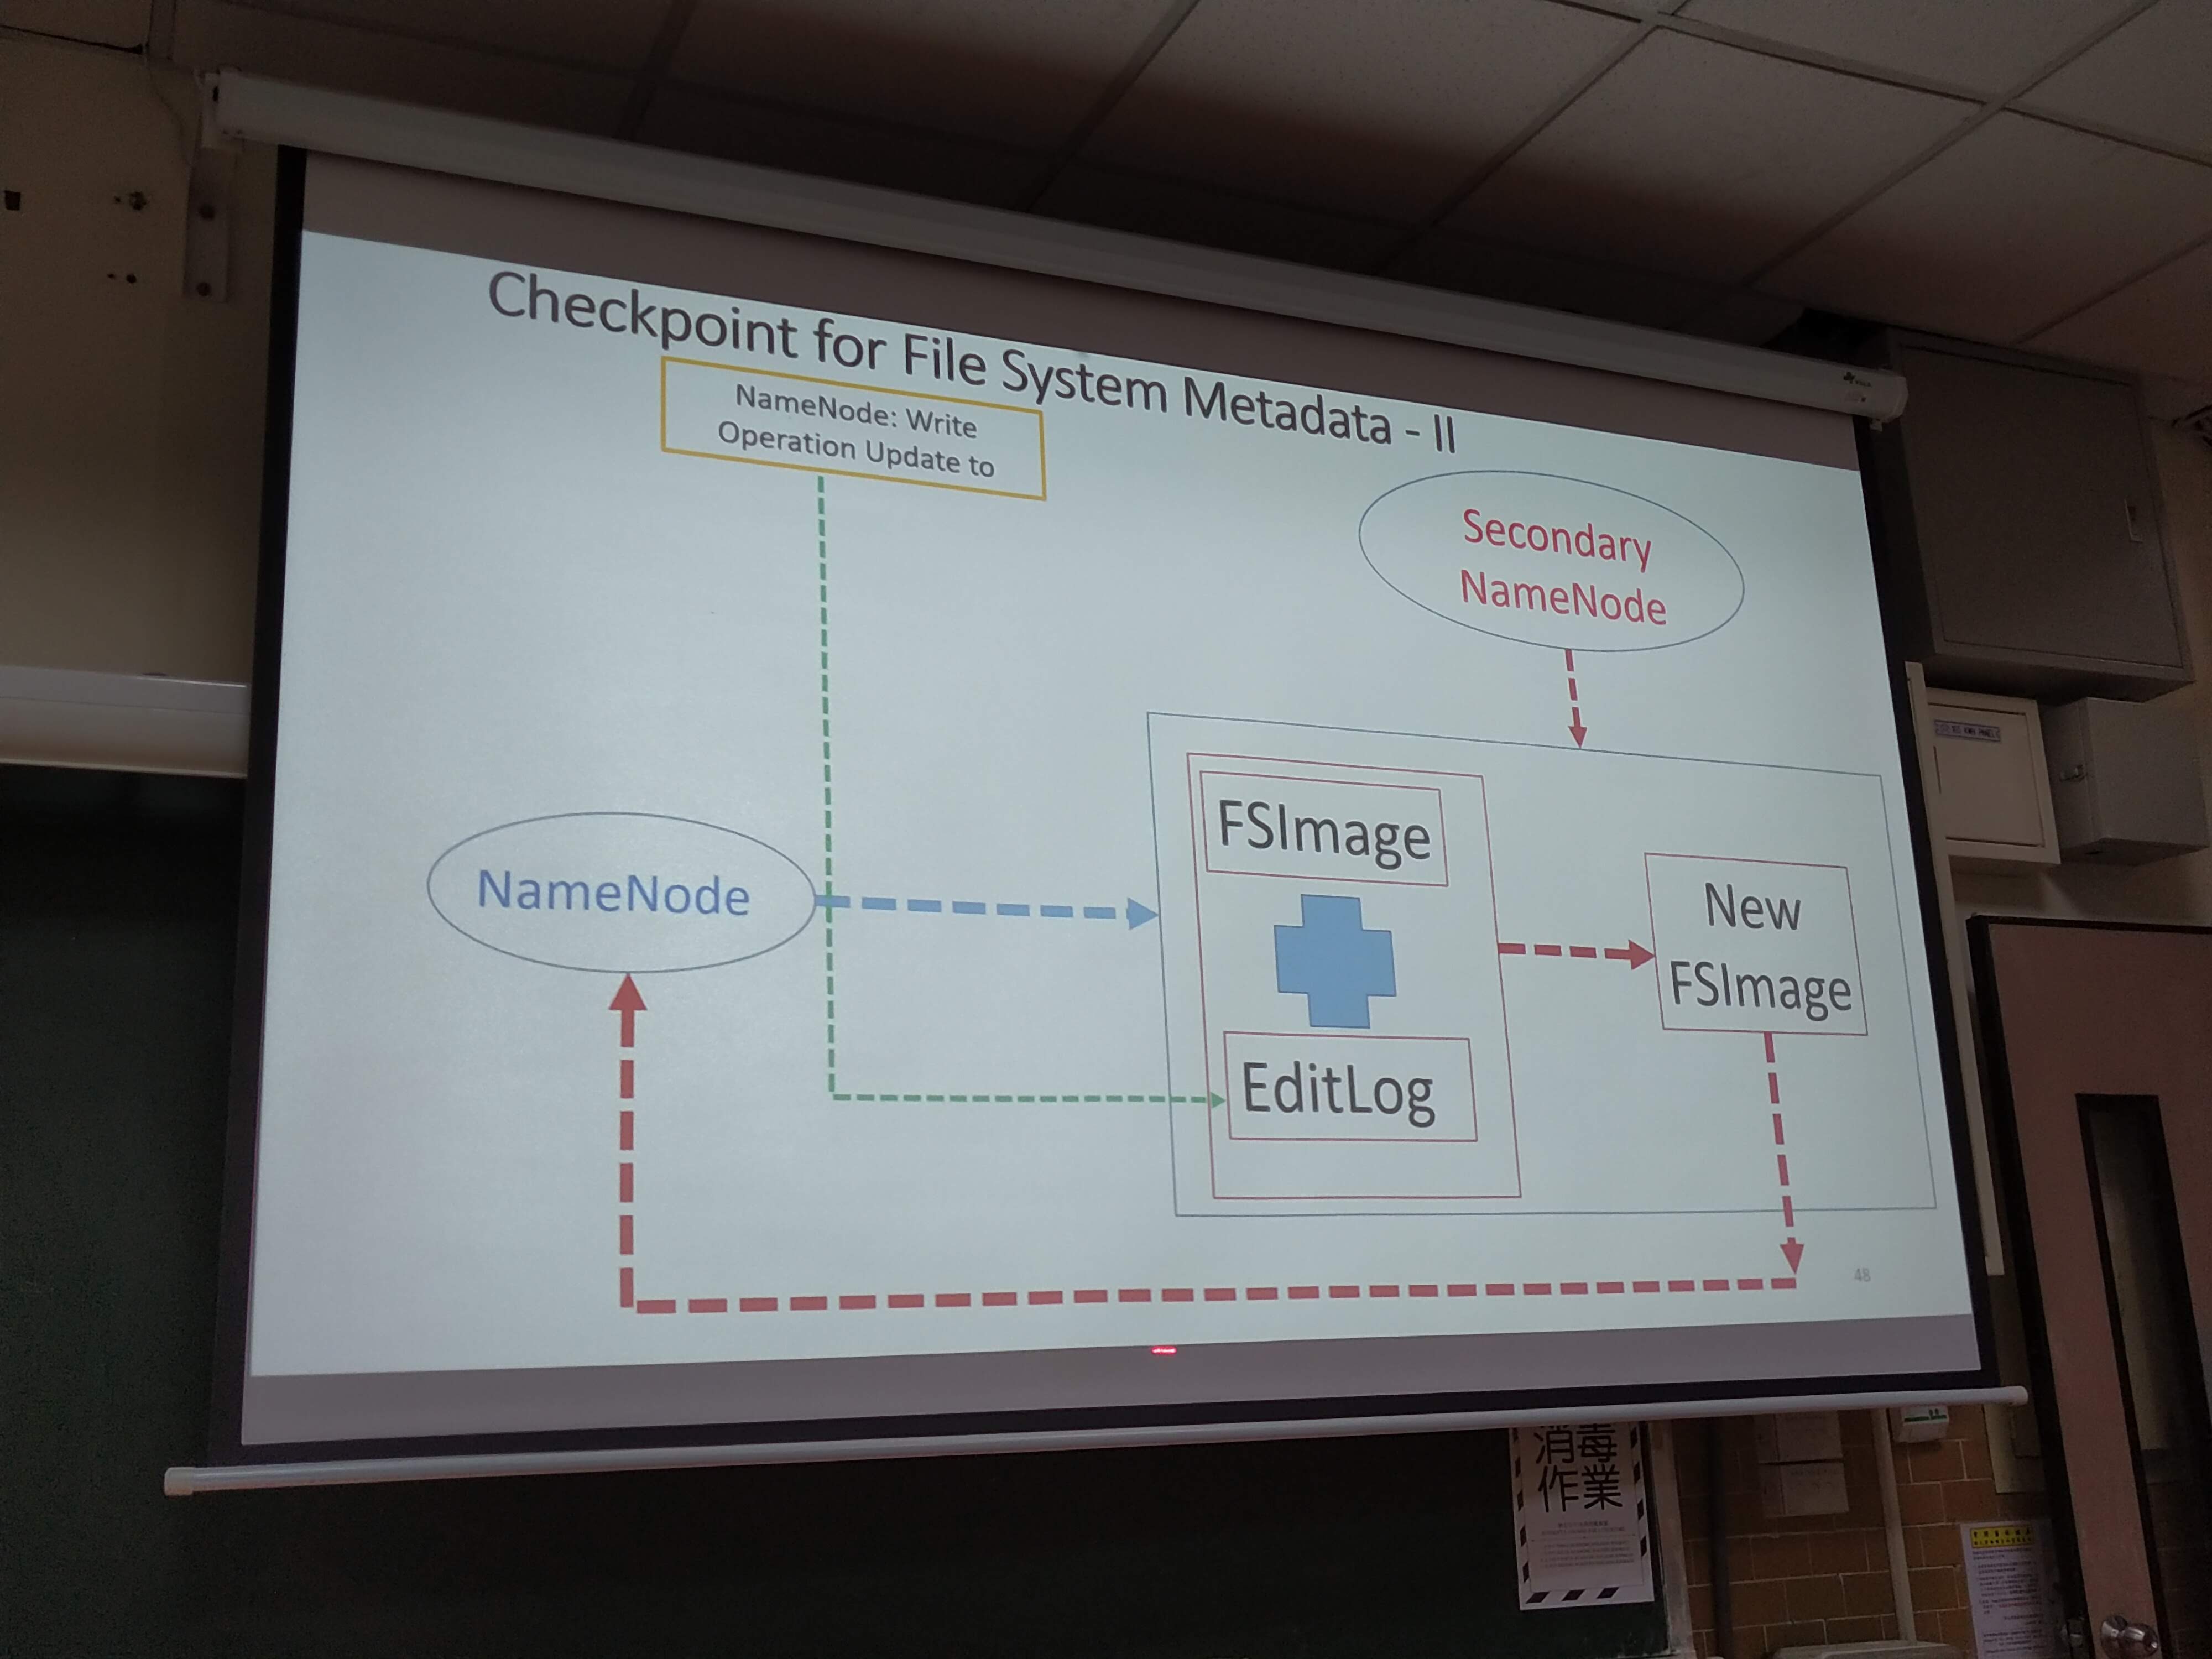 Checkpoint for File System Metadata - II
NameNode: Write
Operation Update to
Secondary
NameNode
NameNode
FSImage
EditLog
New
FSImage
48
消毒
作業